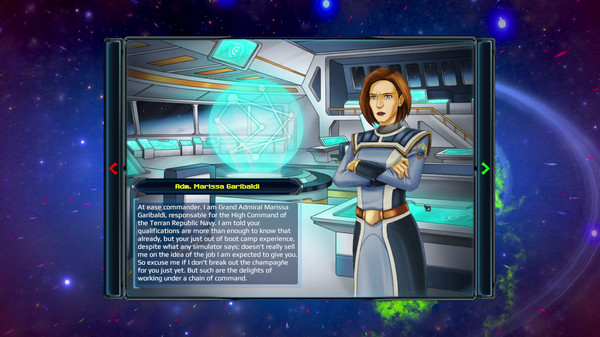 Adm. Marissa Garibaldi
At ease commander. I am Grand Admiral Marissa
Garibaldi, responsible for the High Command of
the Terran Republic Navy. I am told your
qualifications are more than enough to know that
already, but your just out of boot camp experience,
despite what any simulator says; doesn't really sell
me on the idea of the job I am expected to give you.
So excuse me if I don't break out the champagne
for you just yet. But such are the delights of
working under a chain of command.